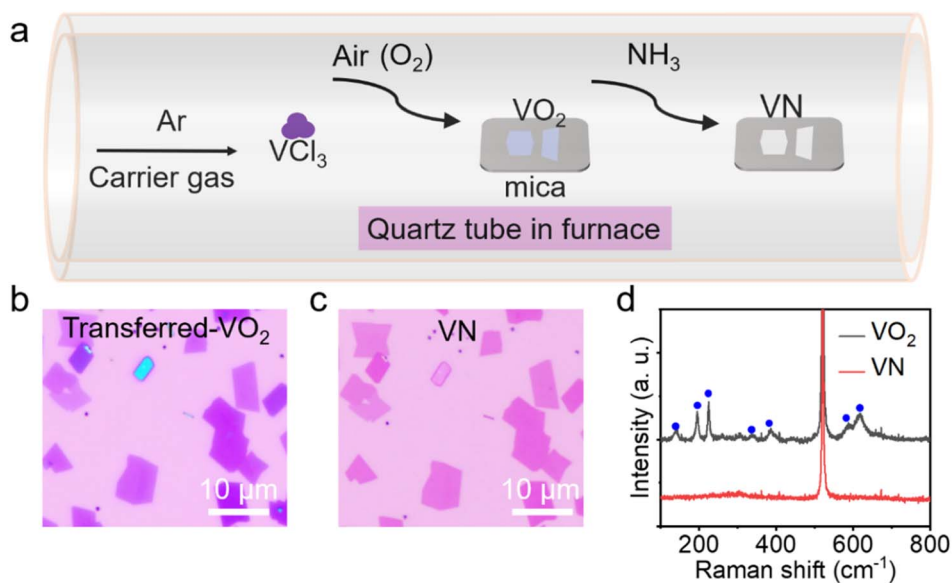 a
Air (O₂)
NH₃
Ar
VCl₃
VO₂
VN
Carrier gas
mica
Quartz tube in furnace
b
Transferred-VO₂
10 μm
c
VN
10 μm
d
VO₂
VN
Intensity (a. u.)
200 400 600 800
Raman shift (cm⁻¹)